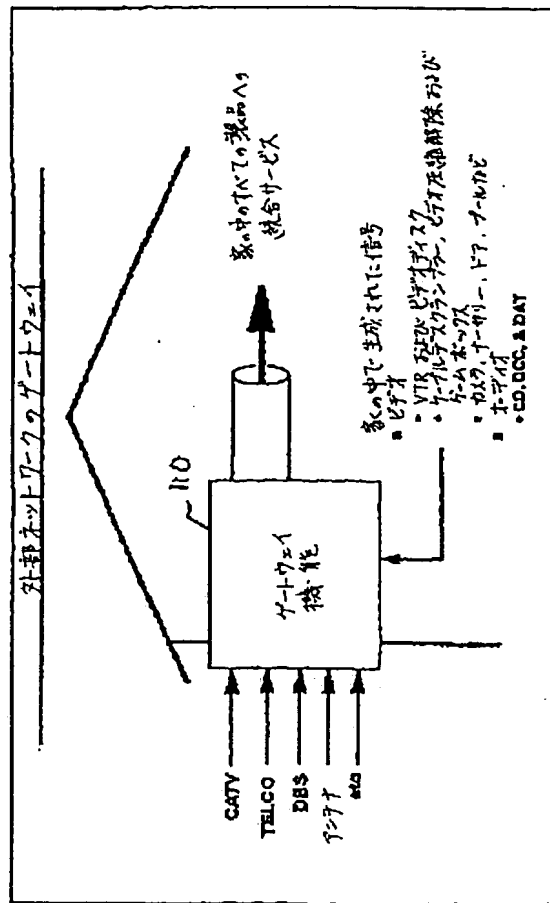 外部ネットワークのゲートウェイ
CATV
TELCO
DBS
アンテナ
etc
ゲートウェイ
機能
110
家の中のすべての製品への
統合サービス
家の中で生成された信号
■ ビデオ
• VTR およびビデオディスク
• ケーブルデスクランブラー, ビデオ圧縮解除および
ゲームボックス
• カメラ, ナーサリー, ドア, プールなど
■ オーディオ
• CD, DCC, & DAT